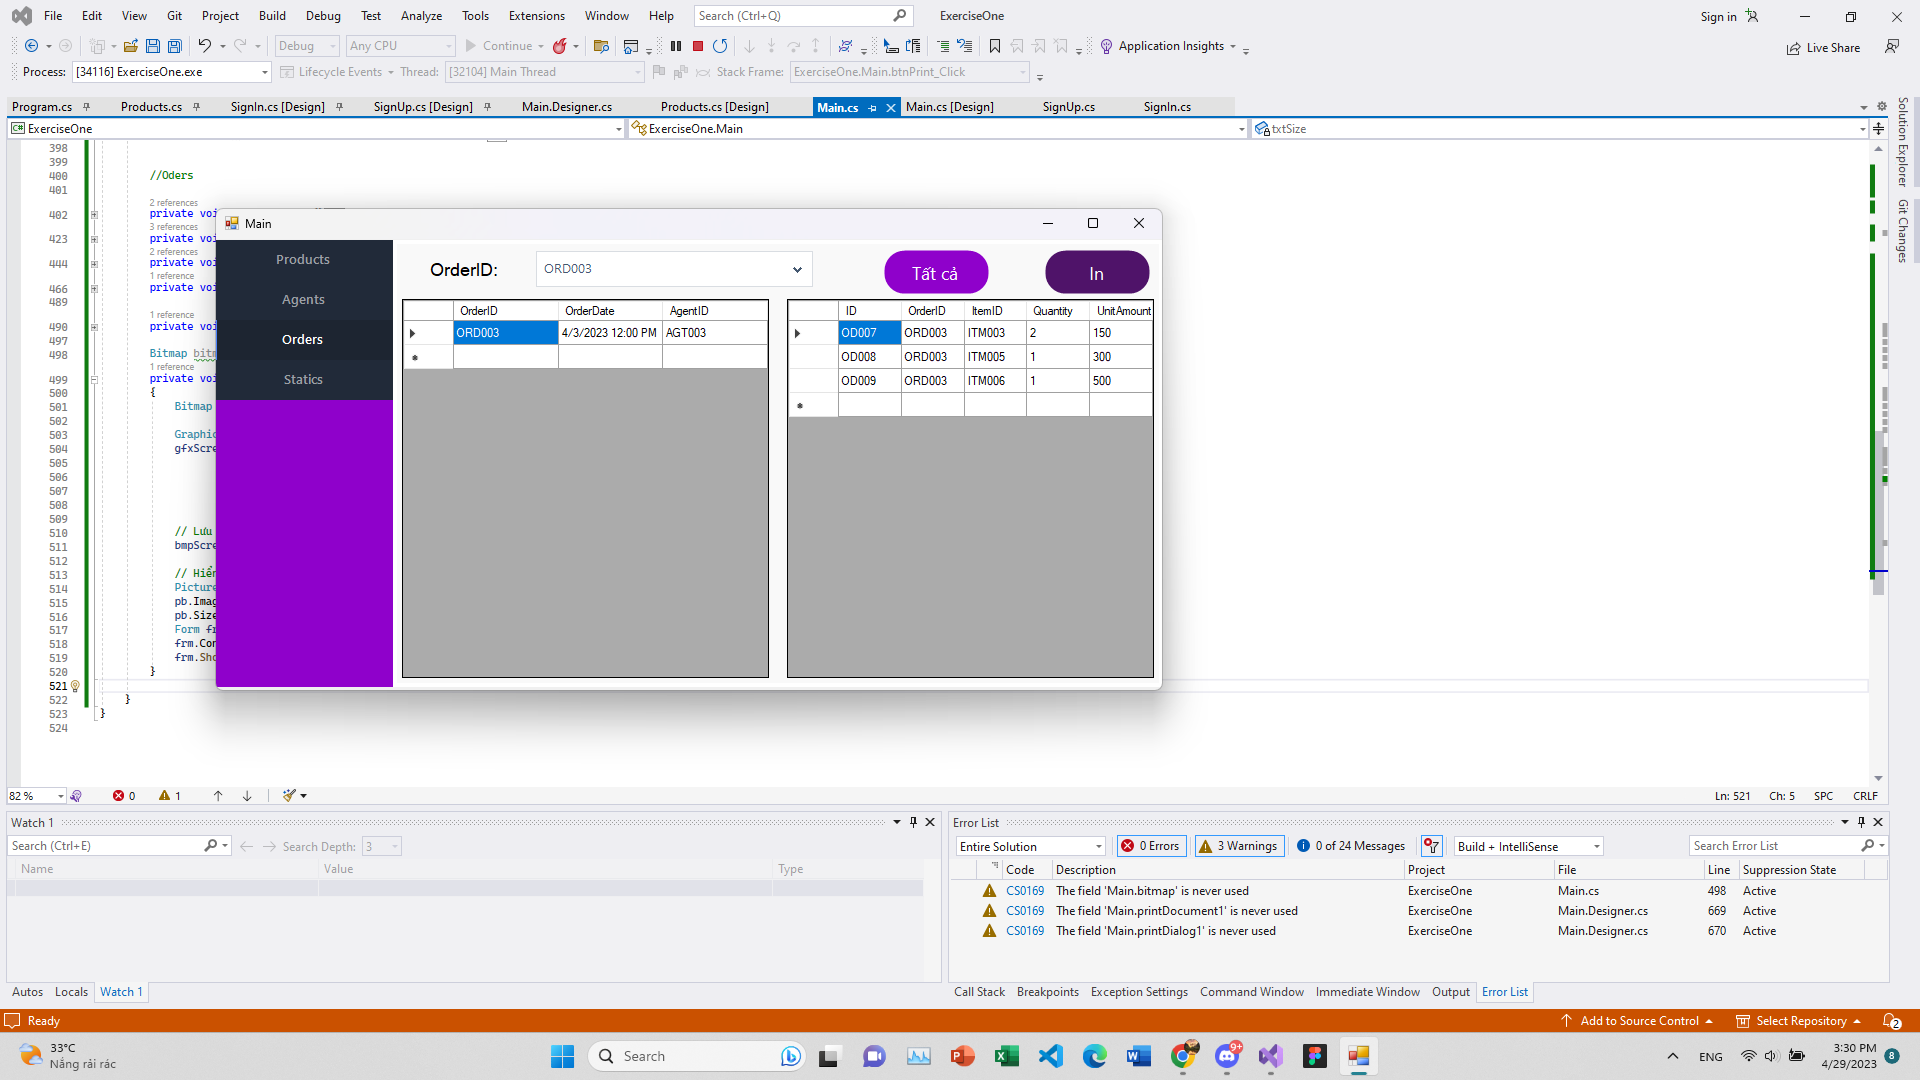 File Edit View Git Project Build Debug Test Analyze Tools Extensions Window Help Search (Ctrl+Q) ExerciseOne Sign in
Debug Any CPU Continue Application Insights Live Share
Process: [34116] ExerciseOne.exe Lifecycle Events Thread: [32104] Main Thread Stack Frame: ExerciseOne.Main.btnPrint_Click
Program.cs Products.cs SignIn.cs [Design] SignUp.cs [Design] Main.Designer.cs Products.cs [Design] Main.cs Main.cs [Design] SignUp.cs SignIn.cs
ExerciseOne ExerciseOne.Main txtSize
Solution Explorer
Git Changes
398
399
400 //Oders
401
2 references
402 private voi
3 references
423 private voi
2 references
444 private voi
1 reference
466 private voi
489
1 reference
490 private voi
497
498 Bitmap bitm
1 reference
499 private voi
500 {
501 Bitmap
502
503 Graphic
504 gfxScre
505
506
507
508
509
510 // Lưu
511 bmpScre
512
513 // Hiển
514 Picture
515 pb.Imag
516 pb.Size
517 Form fr
518 frm.Con
519 frm.Sho
520 }
521
522 }
523 }
524
Main
Products
Agents
Orders
Statics
OrderID: ORD003 Tất cả In
OrderID OrderDate AgentID
ORD003 4/3/2023 12:00 PM AGT003
ID OrderID ItemID Quantity UnitAmount
OD007 ORD003 ITM003 2 150
OD008 ORD003 ITM005 1 300
OD009 ORD003 ITM006 1 500
82 % 0 1 Ln: 521 Ch: 5 SPC CRLF
Watch 1
Search (Ctrl+E) Search Depth: 3
Name Value Type
Autos Locals Watch 1
Error List
Entire Solution 0 Errors 3 Warnings 0 of 24 Messages Build + IntelliSense Search Error List
Code Description Project File Line Suppression State
CS0169 The field 'Main.bitmap' is never used ExerciseOne Main.cs 498 Active
CS0169 The field 'Main.printDocument1' is never used ExerciseOne Main.Designer.cs 669 Active
CS0169 The field 'Main.printDialog1' is never used ExerciseOne Main.Designer.cs 670 Active
Call Stack Breakpoints Exception Settings Command Window Immediate Window Output Error List
Ready Add to Source Control Select Repository 2
33°C
Nắng rải rác
Search
9+
ENG
3:30 PM
4/29/2023
8